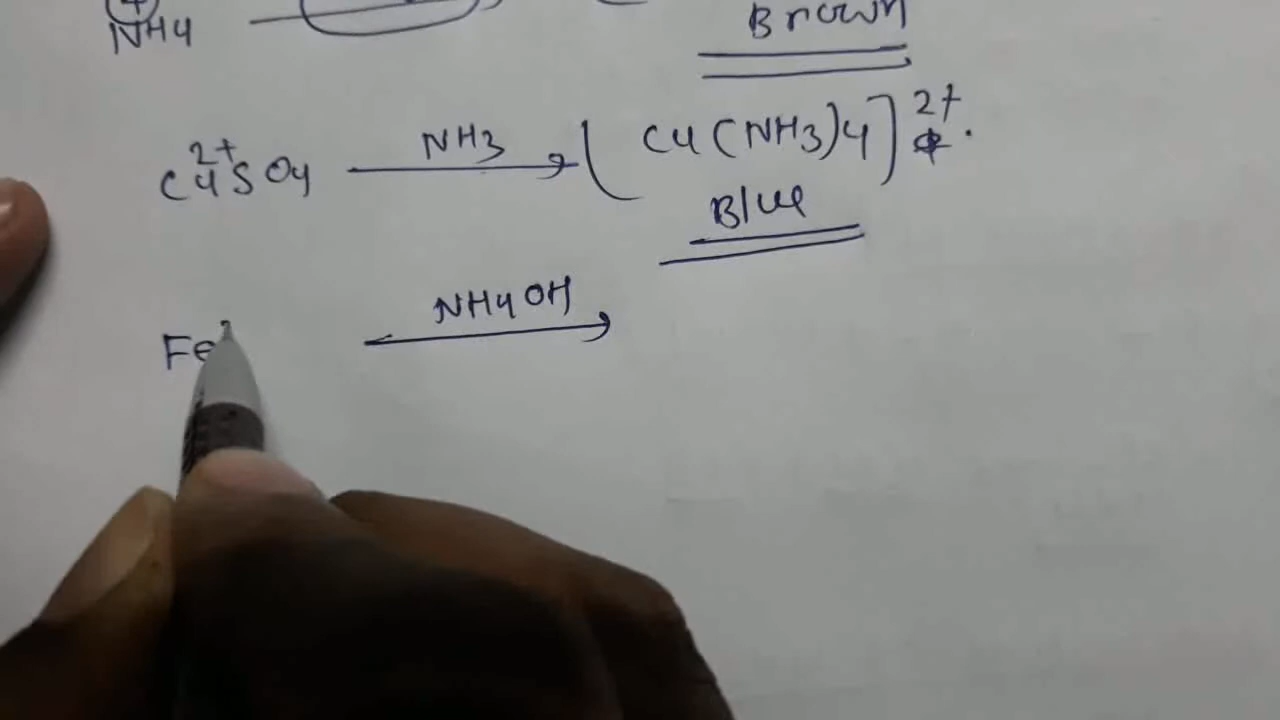 +
NH4
Brown
Cu2+SO4 NH3 [Cu(NH3)4]2+.
Blue
Fe NH4OH